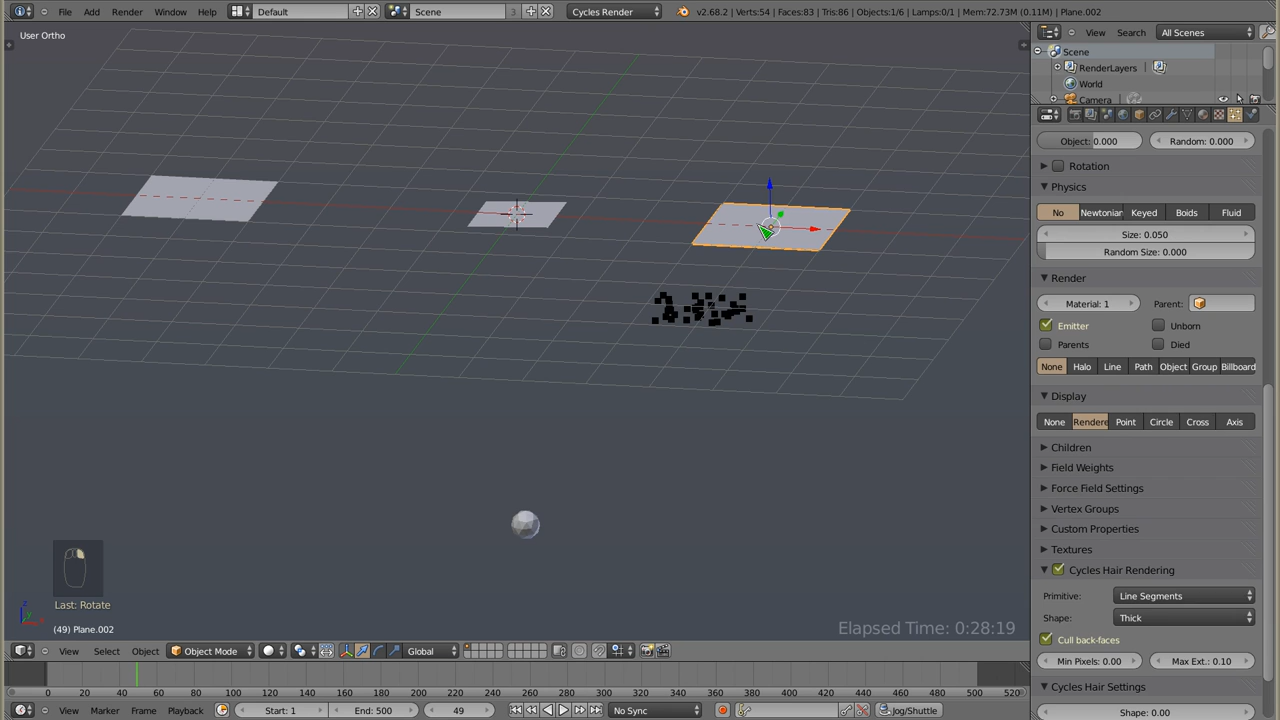 File Add Render Window Help Default Scene 3 Cycles Render v2.68.2 | Verts:54 | Faces:83 | Tris:86 | Objects:1/6 | Lamps:0/1 | Mem:72.73M (0.11M) | Plane.002
User Ortho
View Search All Scenes
Scene
RenderLayers |
World
Camera
Object: 0.000 Random: 0.000
Rotation
Physics
No Newtonian Keyed Boids Fluid
Size: 0.050
Random Size: 0.000
Render
Material: 1 Parent:
Emitter Unborn
Parents Died
None Halo Line Path Object Group Billboard
Display
None Rendere Point Circle Cross Axis
Children
Field Weights
Force Field Settings
Vertex Groups
Custom Properties
Textures
Cycles Hair Rendering
Primitive: Line Segments
Shape: Thick
Cull back-faces
Min Pixels: 0.00 Max Ext.: 0.10
Cycles Hair Settings
Shape: 0.00
Last: Rotate
z
y
x
(49) Plane.002
Elapsed Time: 0:28:19
View Select Object Object Mode Global
0 20 40 60 80 100 120 140 160 180 200 220 240 260 280 300 320 340 360 380 400 420 440 460 480 500 520
View Marker Frame Playback Start: 1 End: 500 49 No Sync Jog/Shuttle